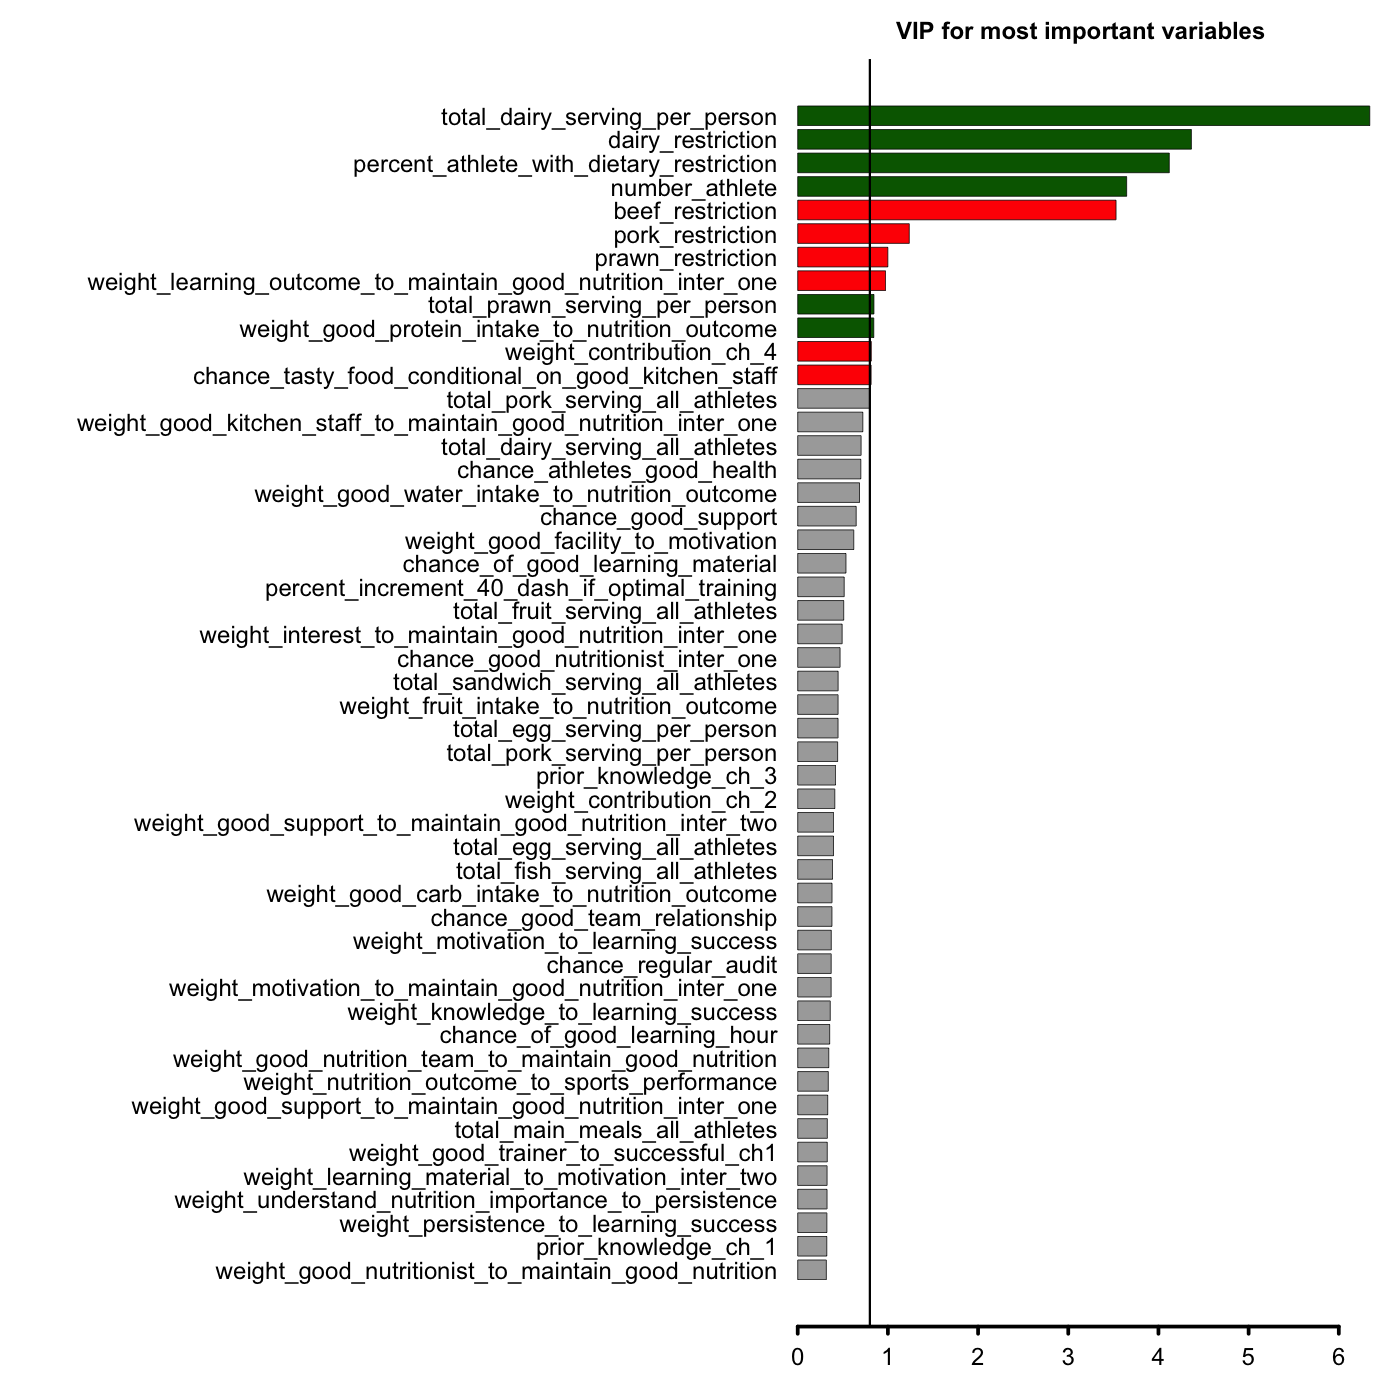 VIP for most important variables
total_dairy_serving_per_person
dairy_restriction
percent_athlete_with_dietary_restriction
number_athlete
beef_restriction
pork_restriction
prawn_restriction
weight_learning_outcome_to_maintain_good_nutrition_inter_one
total_prawn_serving_per_person
weight_good_protein_intake_to_nutrition_outcome
weight_contribution_ch_4
chance_tasty_food_conditional_on_good_kitchen_staff
total_pork_serving_all_athletes
weight_good_kitchen_staff_to_maintain_good_nutrition_inter_one
total_dairy_serving_all_athletes
chance_athletes_good_health
weight_good_water_intake_to_nutrition_outcome
chance_good_support
weight_good_facility_to_motivation
chance_of_good_learning_material
percent_increment_40_dash_if_optimal_training
total_fruit_serving_all_athletes
weight_interest_to_maintain_good_nutrition_inter_one
chance_good_nutritionist_inter_one
total_sandwich_serving_all_athletes
weight_fruit_intake_to_nutrition_outcome
total_egg_serving_per_person
total_pork_serving_per_person
prior_knowledge_ch_3
weight_contribution_ch_2
weight_good_support_to_maintain_good_nutrition_inter_two
total_egg_serving_all_athletes
total_fish_serving_all_athletes
weight_good_carb_intake_to_nutrition_outcome
chance_good_team_relationship
weight_motivation_to_learning_success
chance_regular_audit
weight_motivation_to_maintain_good_nutrition_inter_one
weight_knowledge_to_learning_success
chance_of_good_learning_hour
weight_good_nutrition_team_to_maintain_good_nutrition
weight_nutrition_outcome_to_sports_performance
weight_good_support_to_maintain_good_nutrition_inter_one
total_main_meals_all_athletes
weight_good_trainer_to_successful_ch1
weight_learning_material_to_motivation_inter_two
weight_understand_nutrition_importance_to_persistence
weight_persistence_to_learning_success
prior_knowledge_ch_1
weight_good_nutritionist_to_maintain_good_nutrition
0 1 2 3 4 5 6